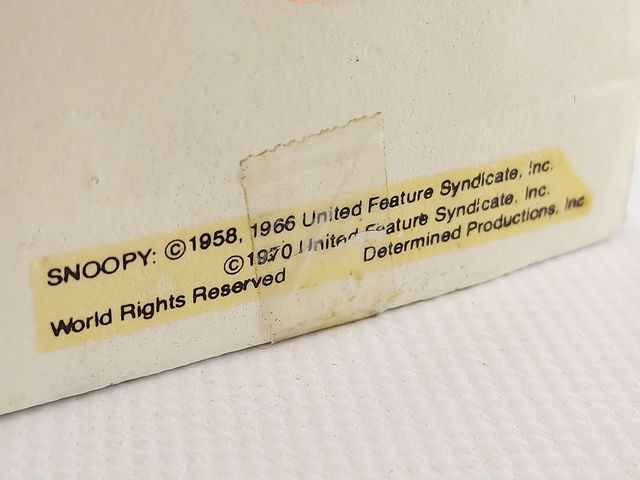 SNOOPY: ©1958, 1966 United Feature Syndicate, Inc.
©1970 United Feature Syndicate, Inc.
World Rights Reserved Determined Productions, Inc.